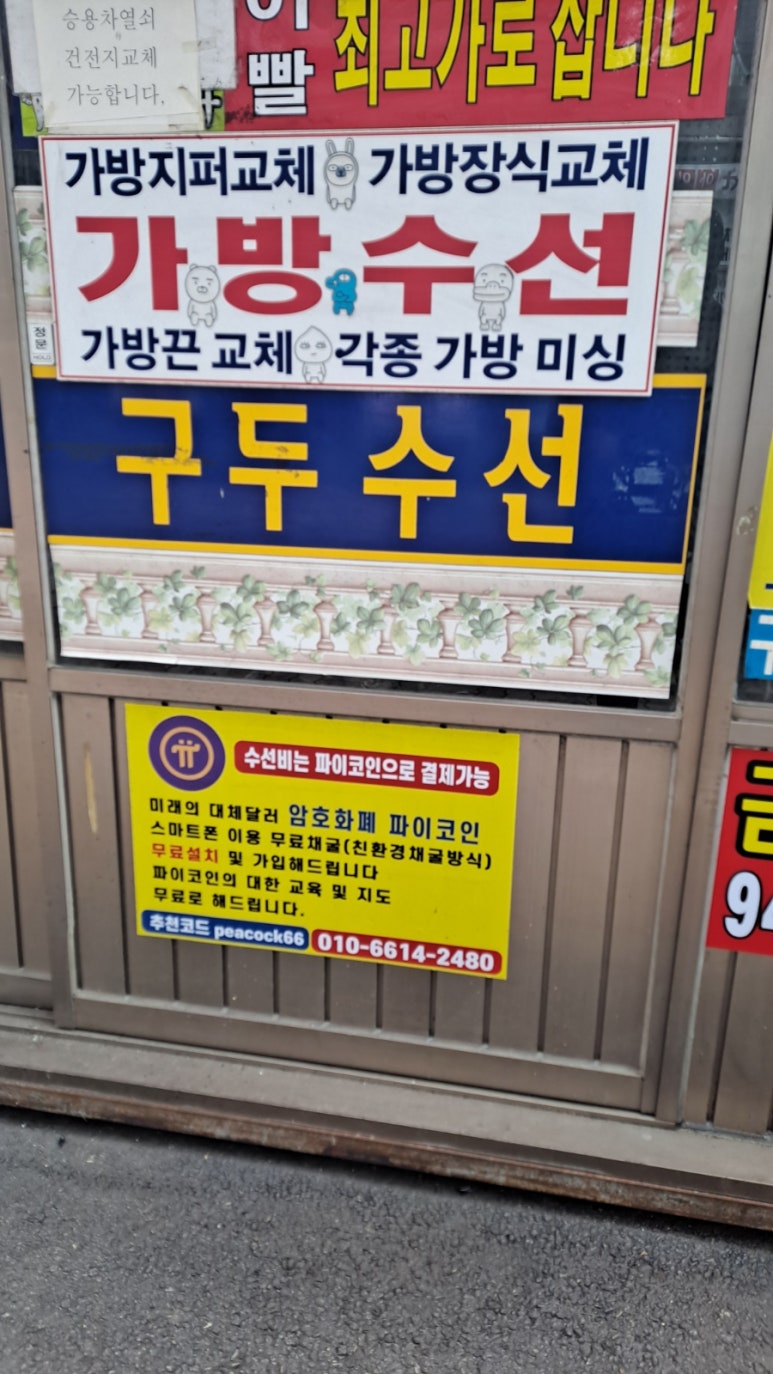 승용차열쇠
건전지교체
가능합니다.
이빨
최고가로 삽니다
가방지퍼교체 가방장식교체
가방수선
가방끈 교체 각종 가방 미싱
정문
구두수선
수선비는 파이코인으로 결제가능
미래의 대체달러 암호화폐 파이코인
스마트폰 이용 무료채굴(친환경채굴방식)
무료설치 및 가입해드립니다
파이코인의 대한 교육 및 지도
무료로 해드립니다.
추천코드 peacock66 010-6614-2480
금
94